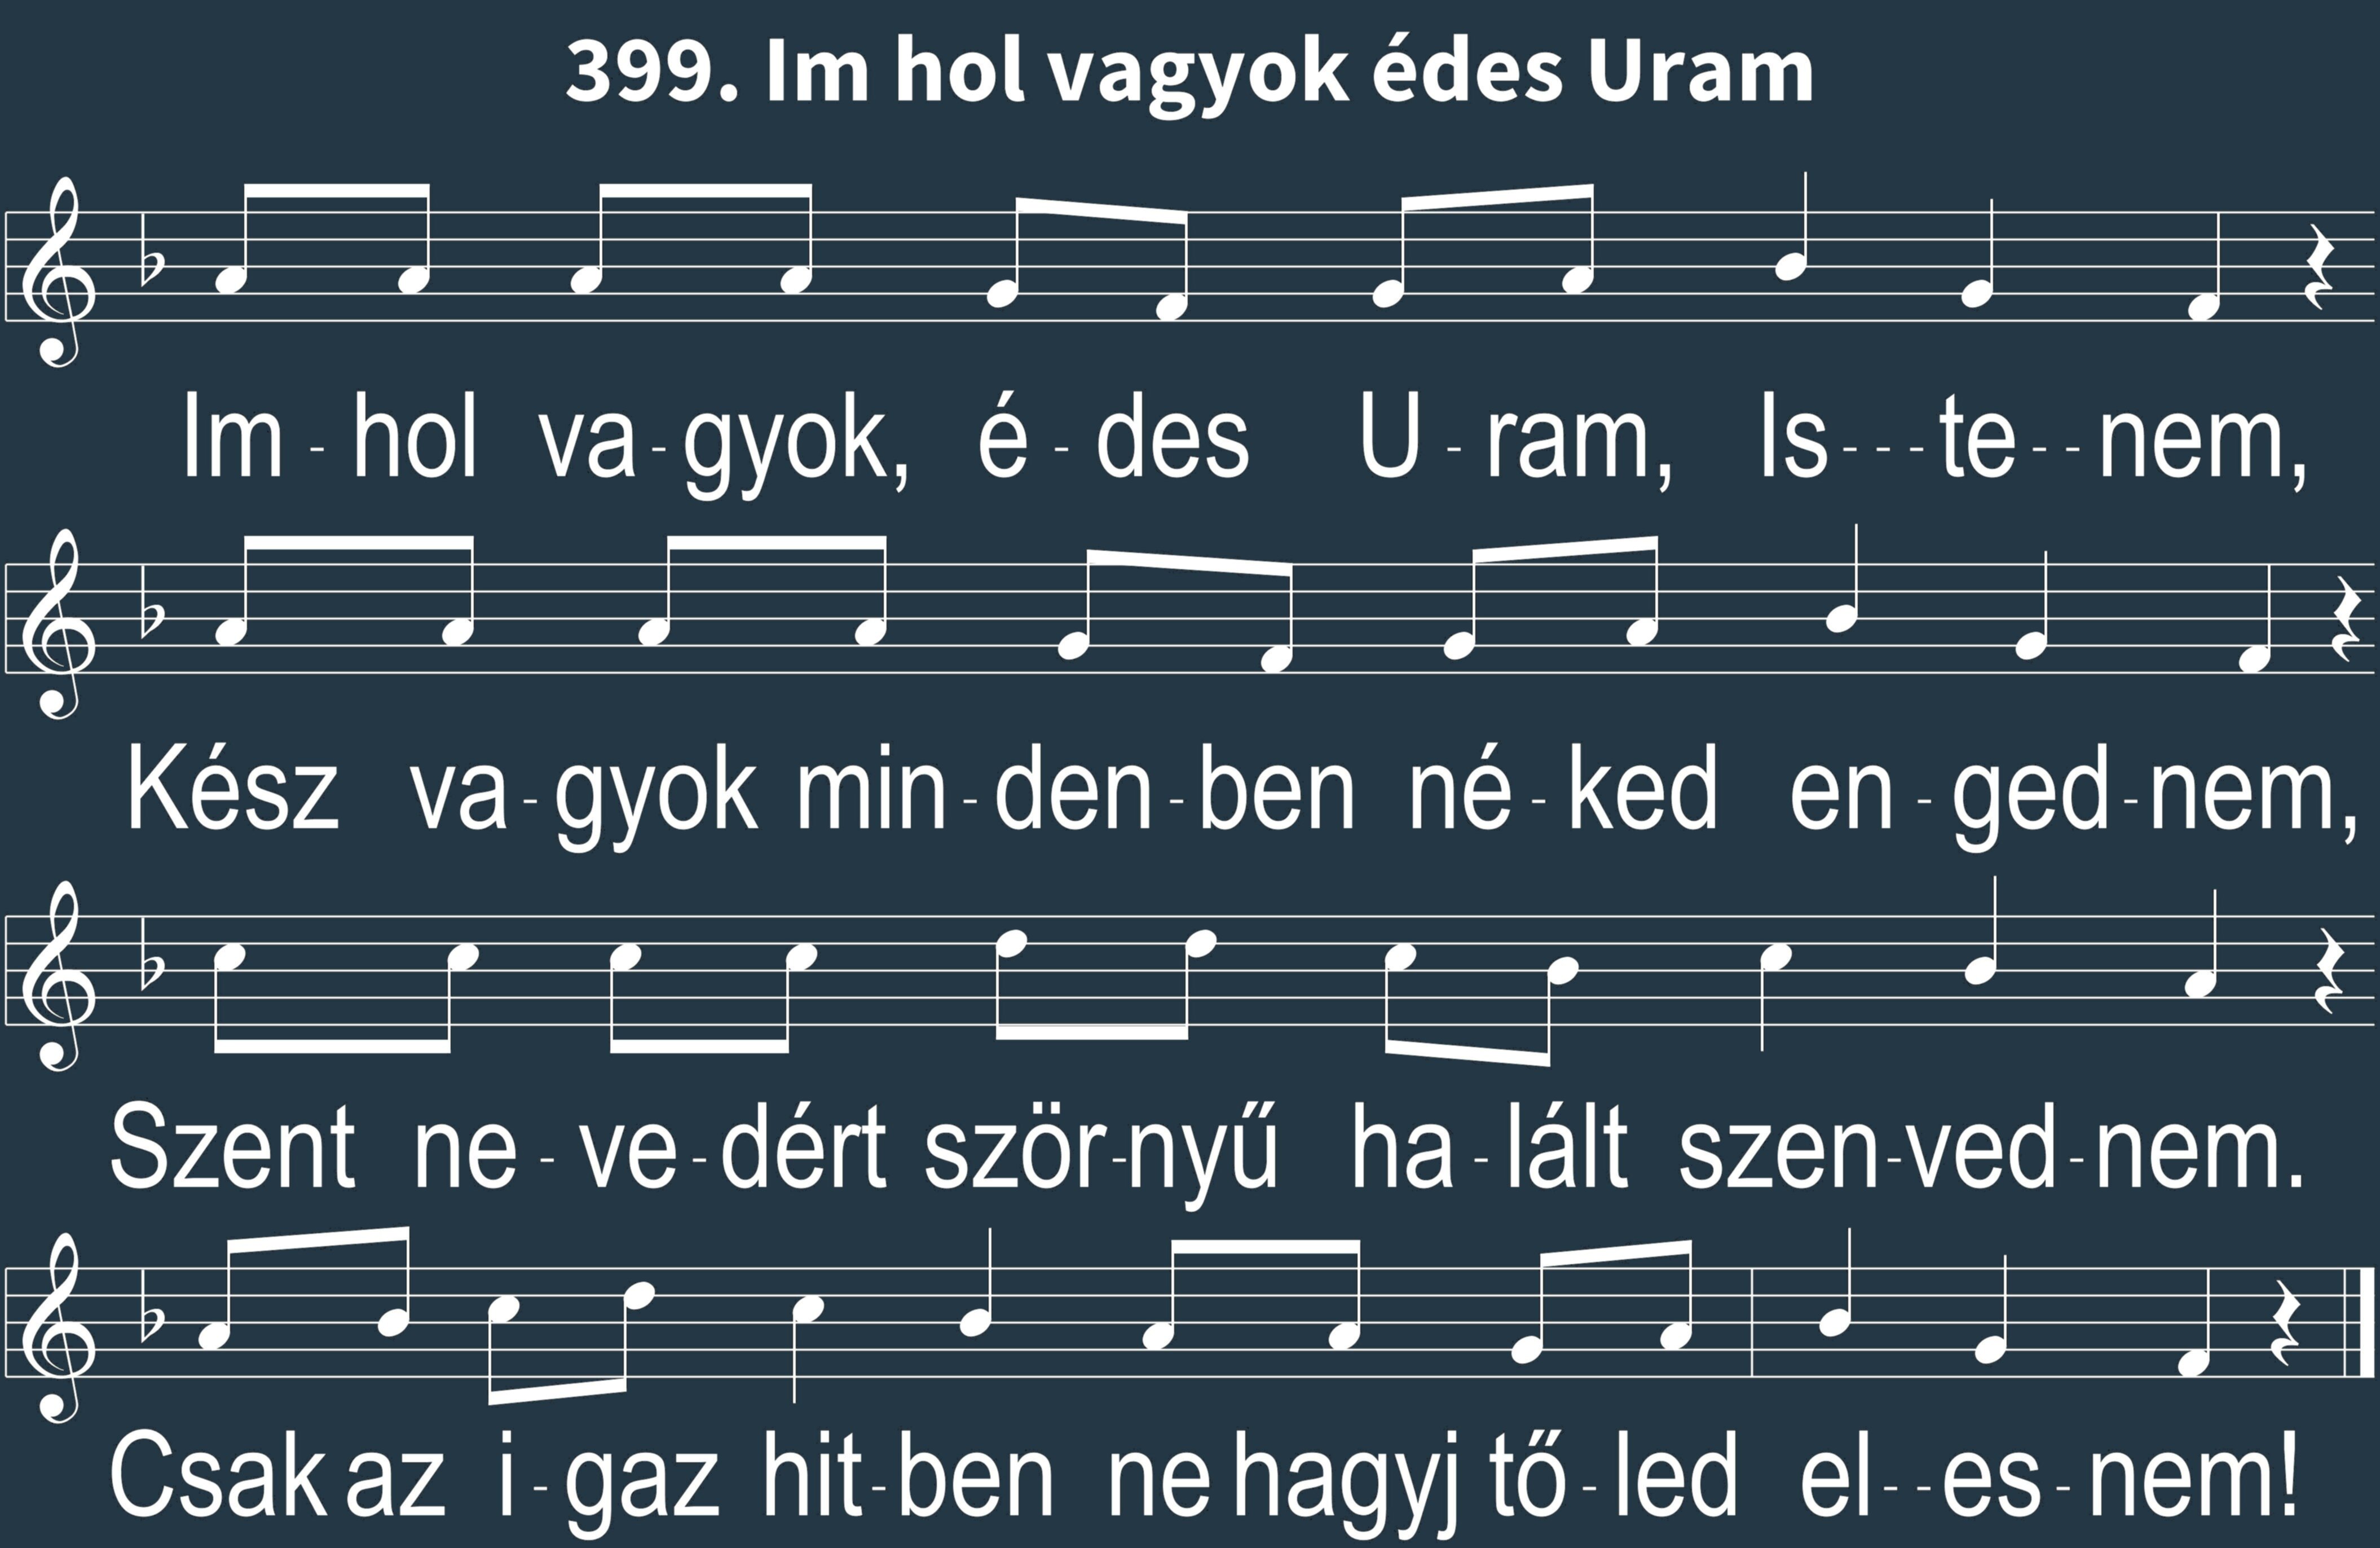 399. Im hol vagyok édes Uram
Im - hol va-gyok, é - des U - ram, Is---te--nem,
Kész va-gyok min-den-ben né-ked en-ged-nem,
Szent ne-ve-dért ször-nyű ha-lált szen-ved-nem.
Csak az i-gaz hit-ben ne hagyj tő-led el--es-nem!